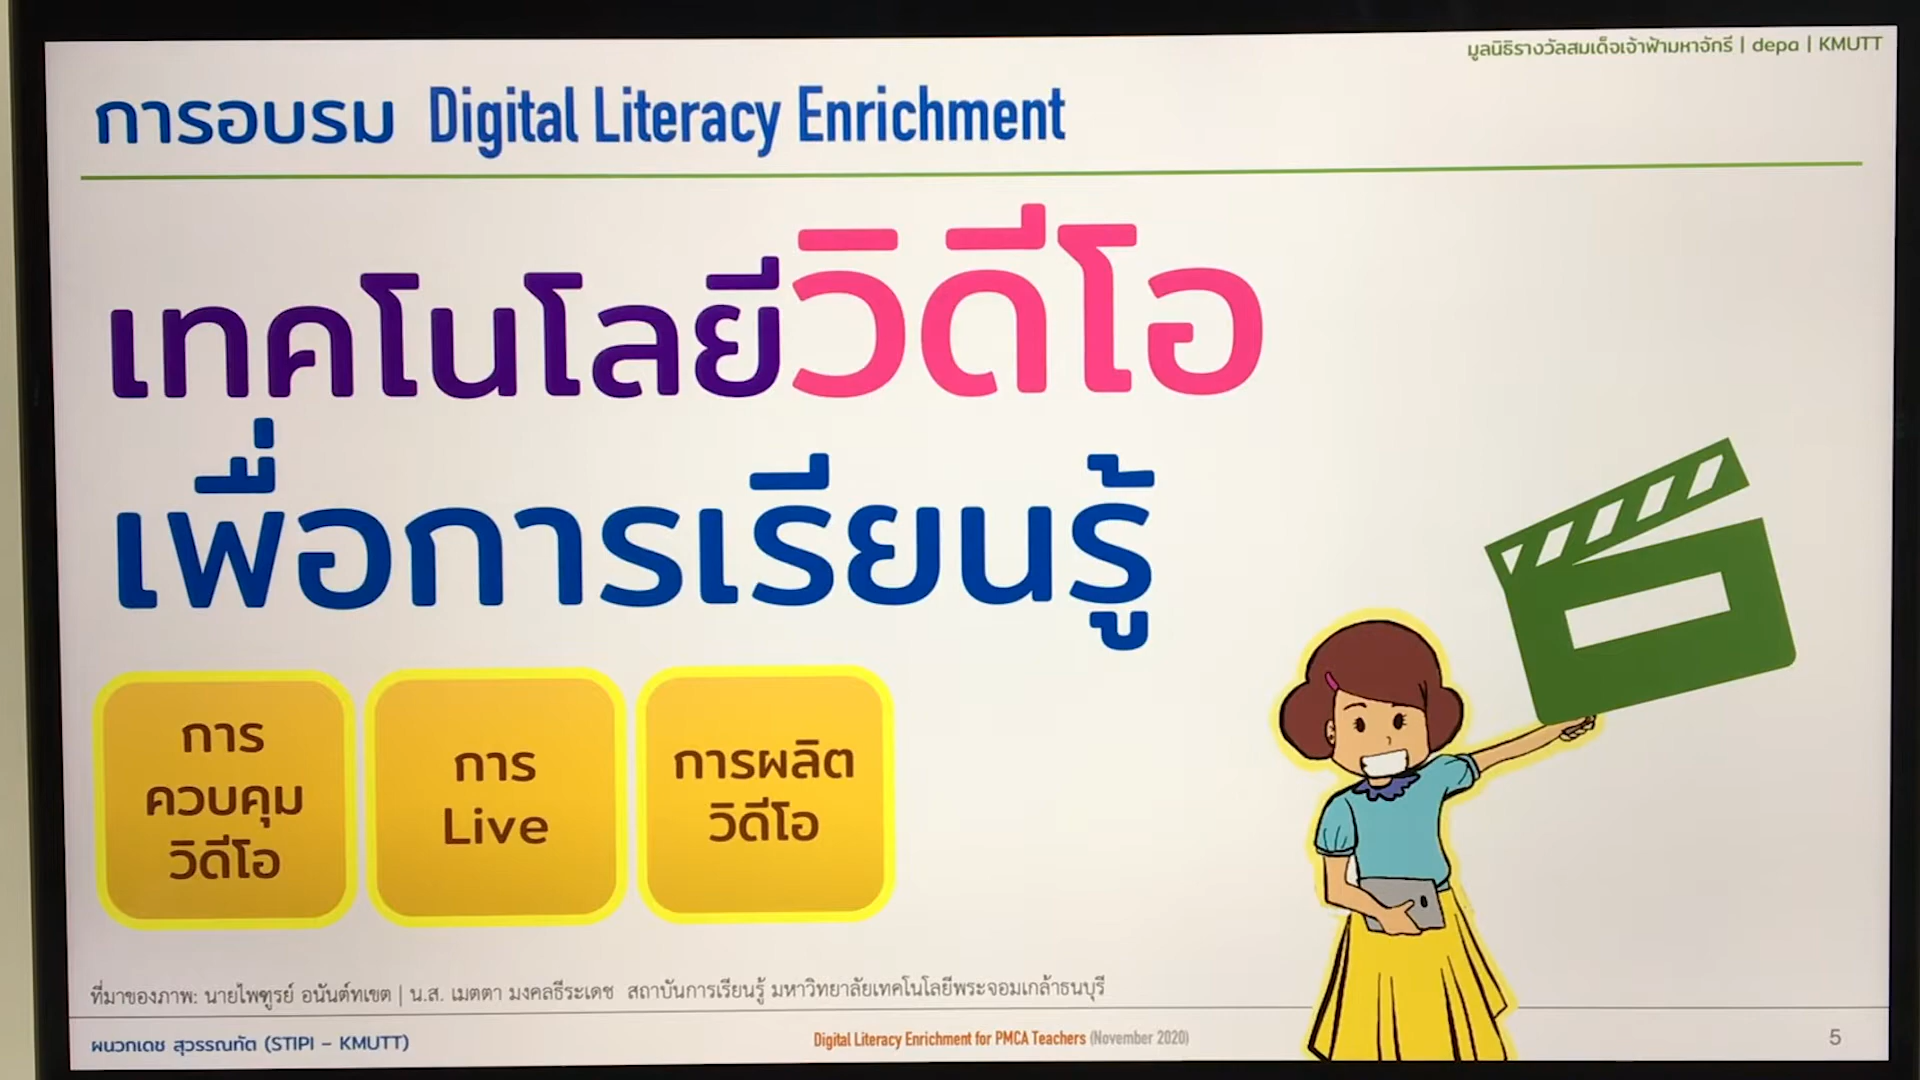 มูลนิธิรางวัลสมเด็จเจ้าฟ้ามหาจักรี | depa | KMUTT
การอบรม Digital Literacy Enrichment
เทคโนโลยีวิดีโอ
เพื่อการเรียนรู้
การ
ควบคุม
วิดีโอ
การ
Live
การผลิต
วิดีโอ
ที่มาของภาพ: นายไพฑูรย์ อนันต์ทเขต | น.ส. เมตตา มงคลธีระเดช สถาบันการเรียนรู้ มหาวิทยาลัยเทคโนโลยีพระจอมเกล้าธนบุรี
ผนวกเดช สุวรรณทัต (STIPI – KMUTT)
Digital Literacy Enrichment for PMCA Teachers (November 2020)
5